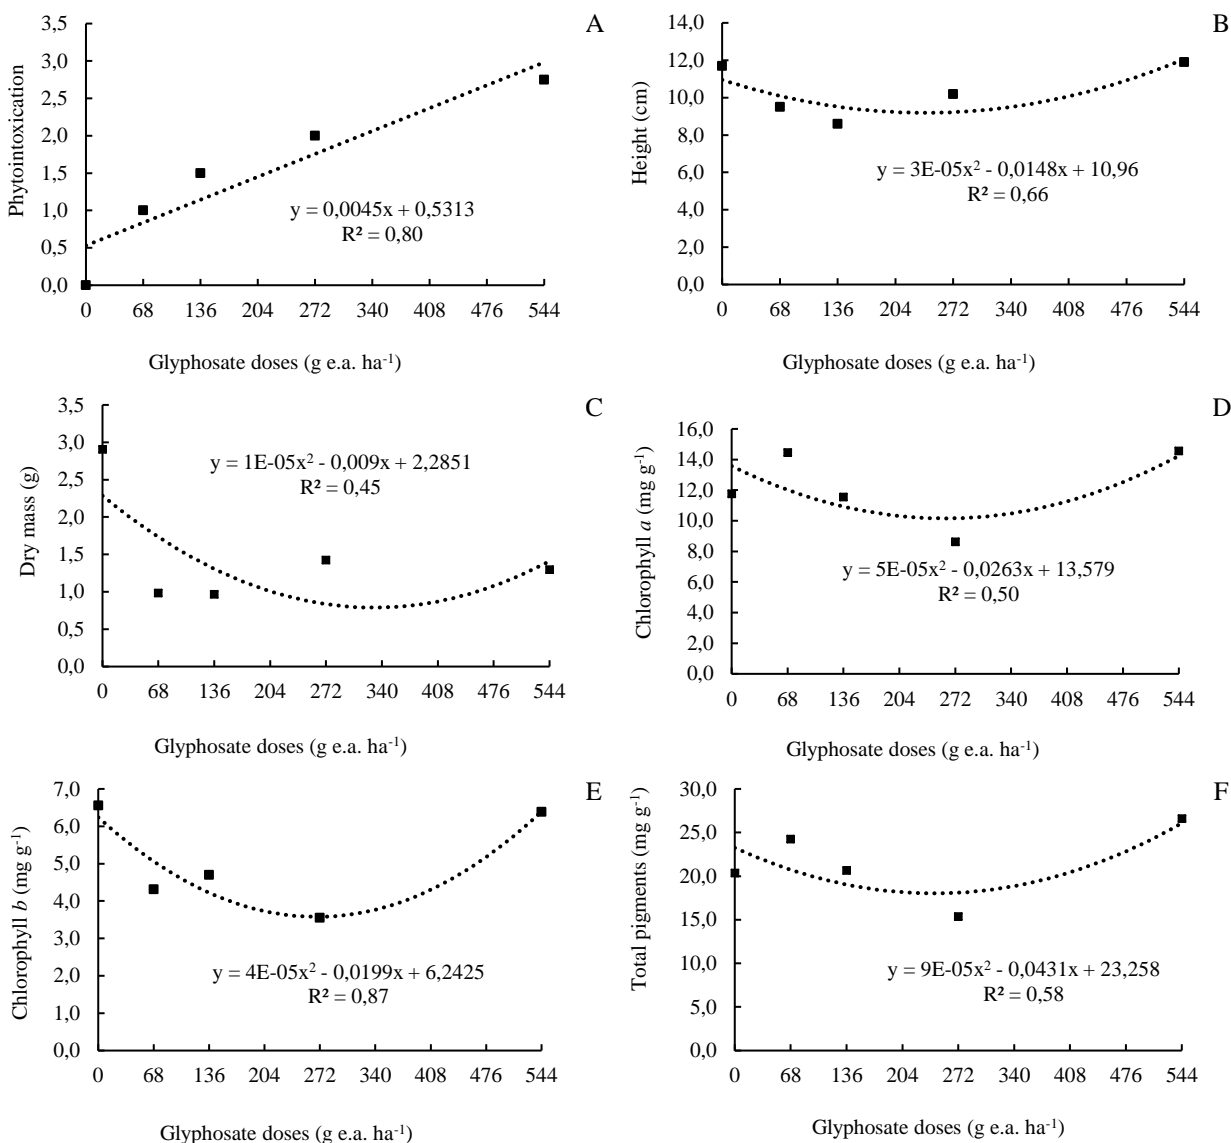 A
Phytointoxication
3,5
3,0
2,5
2,0
1,5
1,0
0,5
0,0
y = 0,0045x + 0,5313
R² = 0,80
0 68 136 204 272 340 408 476 544
Glyphosate doses (g e.a. ha⁻¹)
B
Height (cm)
14,0
12,0
10,0
8,0
6,0
4,0
2,0
0,0
y = 3E-05x² - 0,0148x + 10,96
R² = 0,66
0 68 136 204 272 340 408 476 544
Glyphosate doses (g e.a. ha⁻¹)
C
Dry mass (g)
3,5
3,0
2,5
2,0
1,5
1,0
0,5
0,0
y = 1E-05x² - 0,009x + 2,2851
R² = 0,45
0 68 136 204 272 340 408 476 544
Glyphosate doses (g e.a. ha⁻¹)
D
Chlorophyll a (mg g⁻¹)
16,0
14,0
12,0
10,0
8,0
6,0
4,0
2,0
0,0
y = 5E-05x² - 0,0263x + 13,579
R² = 0,50
0 68 136 204 272 340 408 476 544
Glyphosate doses (g e.a. ha⁻¹)
E
Chlorophyll b (mg g⁻¹)
7,0
6,0
5,0
4,0
3,0
2,0
1,0
0,0
y = 4E-05x² - 0,0199x + 6,2425
R² = 0,87
0 68 136 204 272 340 408 476 544
Glyphosate doses (g e.a. ha⁻¹)
F
Total pigments (mg g⁻¹)
30,0
25,0
20,0
15,0
10,0
5,0
0,0
y = 9E-05x² - 0,0431x + 23,258
R² = 0,58
0 68 136 204 272 340 408 476 544
Glyphosate doses (g e.a. ha⁻¹)